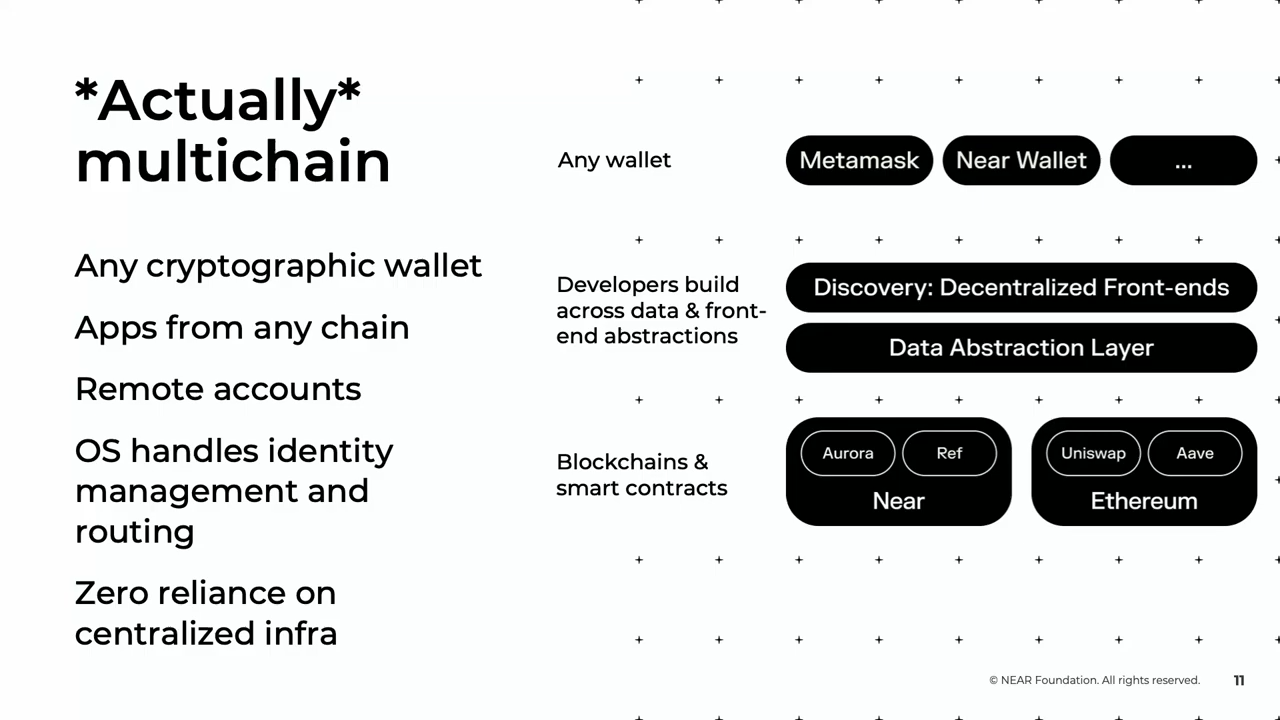 *Actually*
multichain
Any cryptographic wallet
Apps from any chain
Remote accounts
OS handles identity
management and
routing
Zero reliance on
centralized infra
Any wallet
Metamask
Near Wallet
...
Developers build
across data & front-
end abstractions
Discovery: Decentralized Front-ends
Data Abstraction Layer
Blockchains &
smart contracts
Aurora
Ref
Near
Uniswap
Aave
Ethereum
© NEAR Foundation. All rights reserved.
11